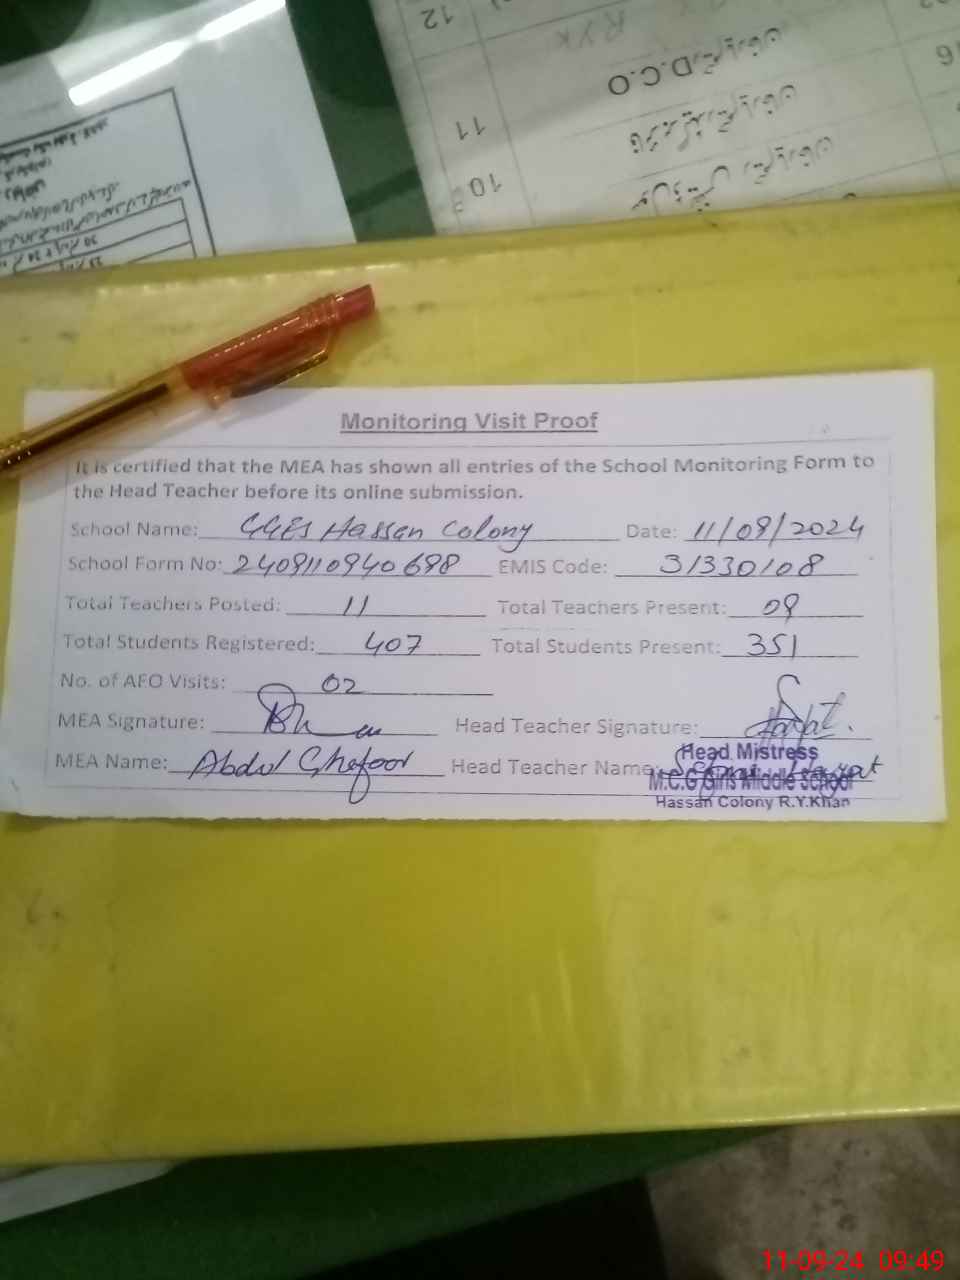 12
RYK
D.C.O
11
10
Monitoring Visit Proof
It is certified that the MEA has shown all entries of the School Monitoring Form to
the Head Teacher before its online submission.
School Name: GGES Hassan Colony Date: 11/09/2024
School Form No: 2409110940698 EMIS Code: 31330108
Total Teachers Posted: 11 Total Teachers Present: 09
Total Students Registered: 407 Total Students Present: 351
No. of AEO Visits: 02
MEA Signature: Head Teacher Signature:
Head Mistress
MEA Name: Abdul Ghafoor Head Teacher Name:
M.C.G Girls Middle School
Hassan Colony R.Y.Khan
11-09-24 09:49